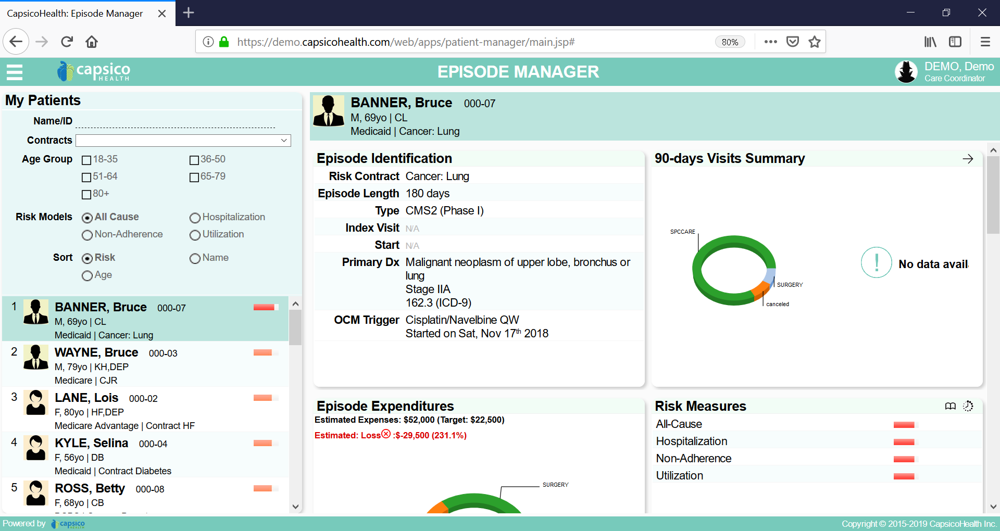 CapsicoHealth: Episode Manager
https://demo.capsicohealth.com/web/apps/patient-manager/main.jsp#
80%
capsico
HEALTH
EPISODE MANAGER
DEMO, Demo
Care Coordinator
My Patients
Name/ID
Contracts
Age Group
18-35
36-50
51-64
65-79
80+
Risk Models
All Cause
Hospitalization
Non-Adherence
Utilization
Sort
Risk
Name
Age
1
BANNER, Bruce 000-07
M, 69yo | CL
Medicaid | Cancer: Lung
2
WAYNE, Bruce 000-03
M, 79yo | KH,DEP
Medicare | CJR
3
LANE, Lois 000-02
F, 80yo | HF,DEP
Medicare Advantage | Contract HF
4
KYLE, Selina 000-04
F, 56yo | DB
Medicaid | Contract Diabetes
5
ROSS, Betty 000-08
F, 68yo | CB
BANNER, Bruce 000-07
M, 69yo | CL
Medicaid | Cancer: Lung
Episode Identification
Risk Contract Cancer: Lung
Episode Length 180 days
Type CMS2 (Phase I)
Index Visit N/A
Start N/A
Primary Dx Malignant neoplasm of upper lobe, bronchus or
lung
Stage IIA
162.3 (ICD-9)
OCM Trigger Cisplatin/Navelbine QW
Started on Sat, Nov 17th 2018
90-days Visits Summary
SPCCARE
SURGERY
canceled
No data avail
Episode Expenditures
Estimated Expenses: $52,000 (Target: $22,500)
Estimated: Loss :$-29,500 (231.1%)
SURGERY
Risk Measures
All-Cause
Hospitalization
Non-Adherence
Utilization
Powered by capsico
HEALTH
Copyright © 2015-2019 CapsicoHealth Inc.